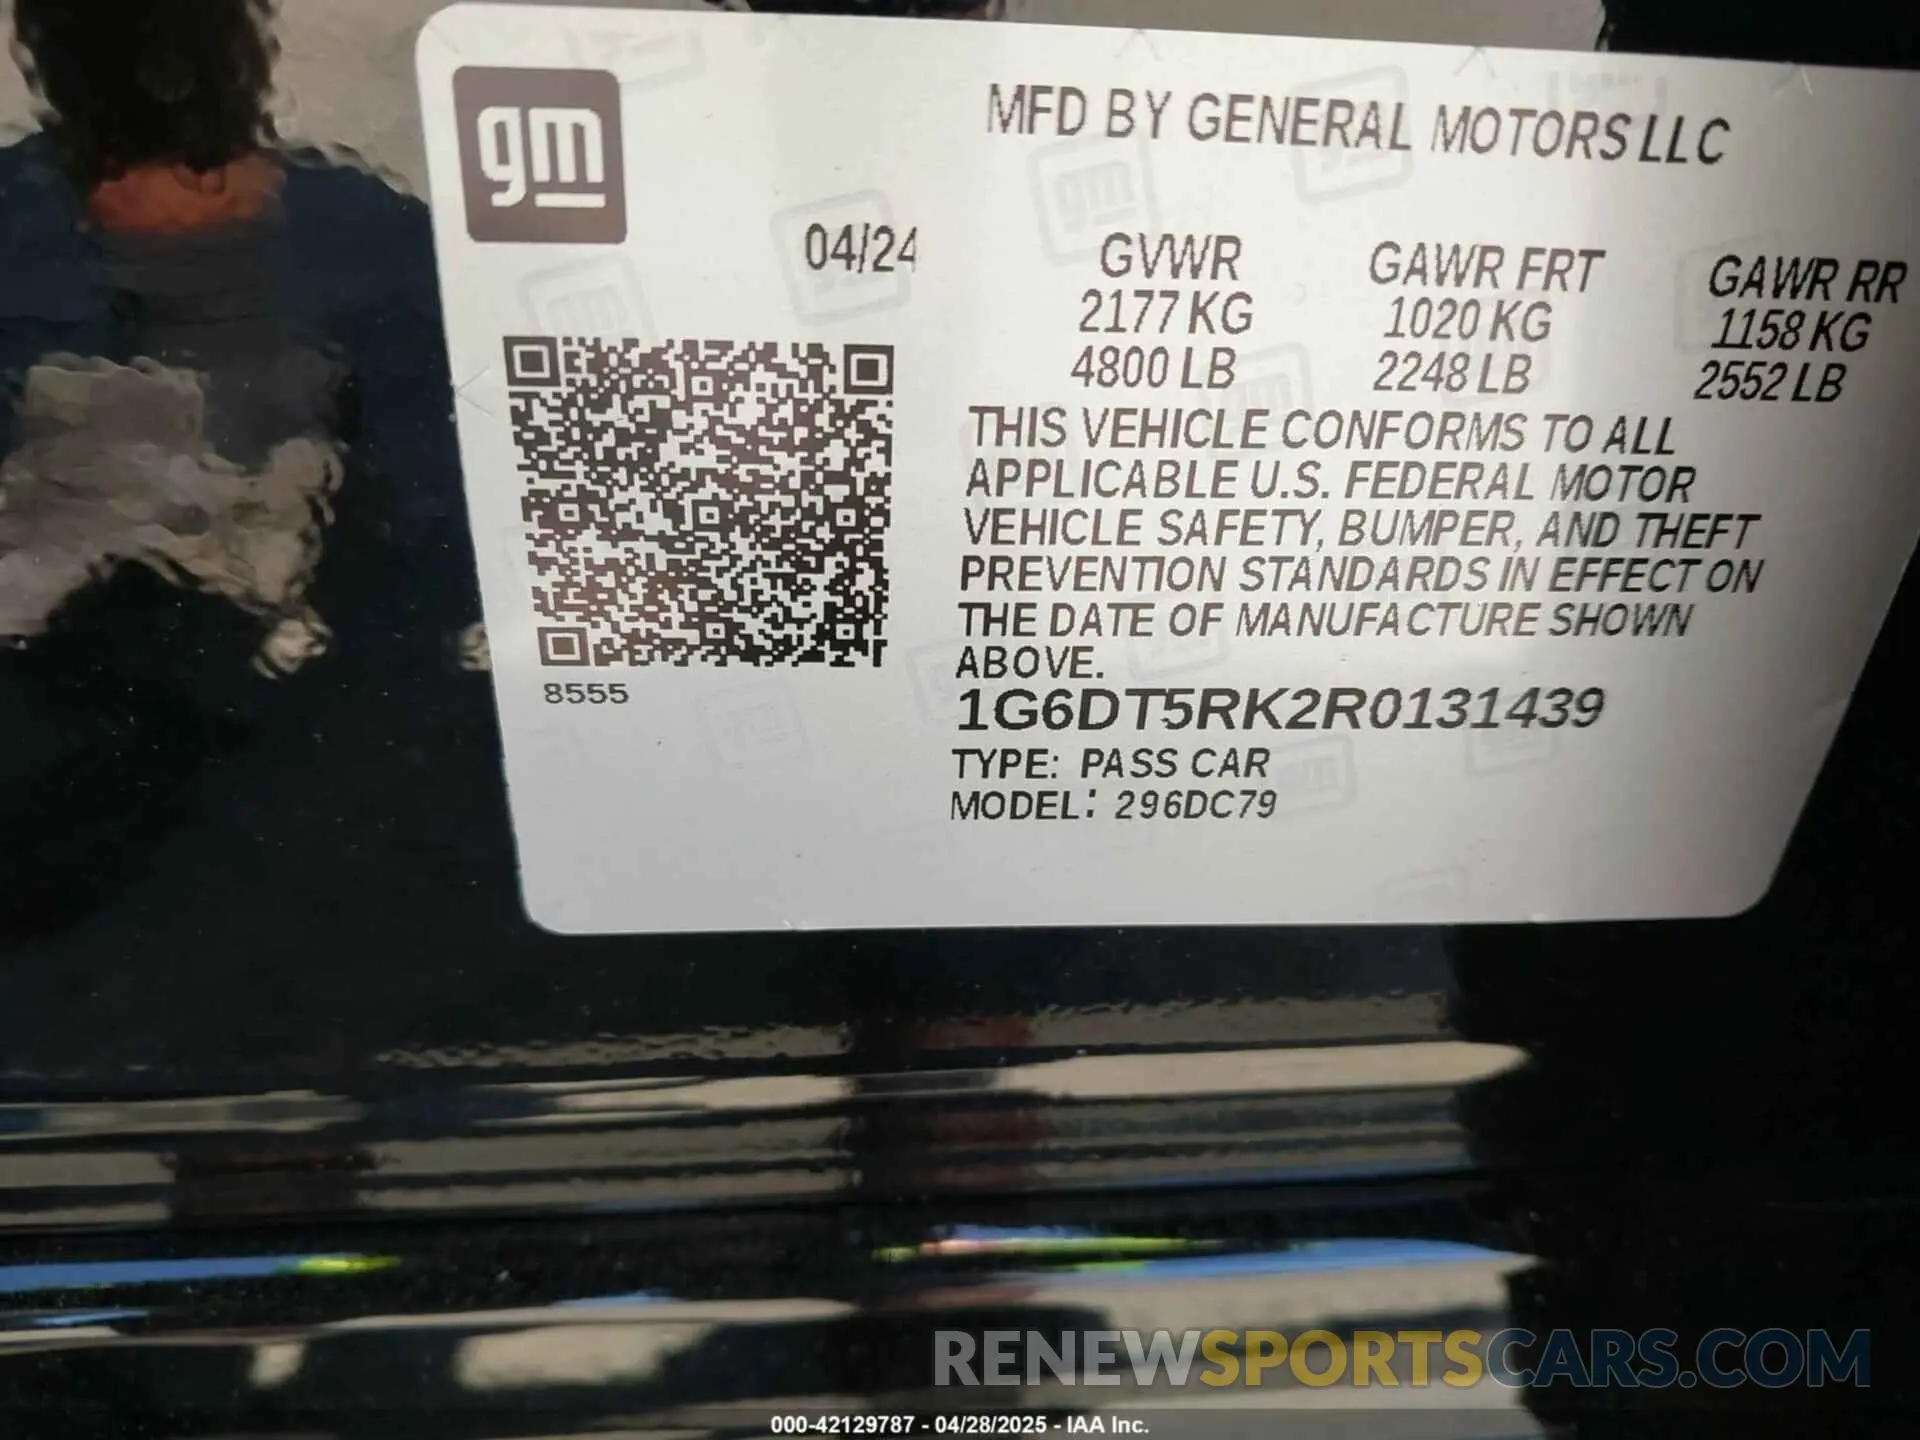 gm
MFD BY GENERAL MOTORS LLC
04/24
GVWR GAWR FRT GAWR RR
2177 KG 1020 KG 1158 KG
4800 LB 2248 LB 2552 LB
THIS VEHICLE CONFORMS TO ALL
APPLICABLE U.S. FEDERAL MOTOR
VEHICLE SAFETY, BUMPER, AND THEFT
PREVENTION STANDARDS IN EFFECT ON
THE DATE OF MANUFACTURE SHOWN
ABOVE.
8555
1G6DT5RK2R0131439
TYPE: PASS CAR
MODEL: 296DC79
RENEWSPORTSCARS.COM
000-42129787 - 04/28/2025 - IAA Inc.